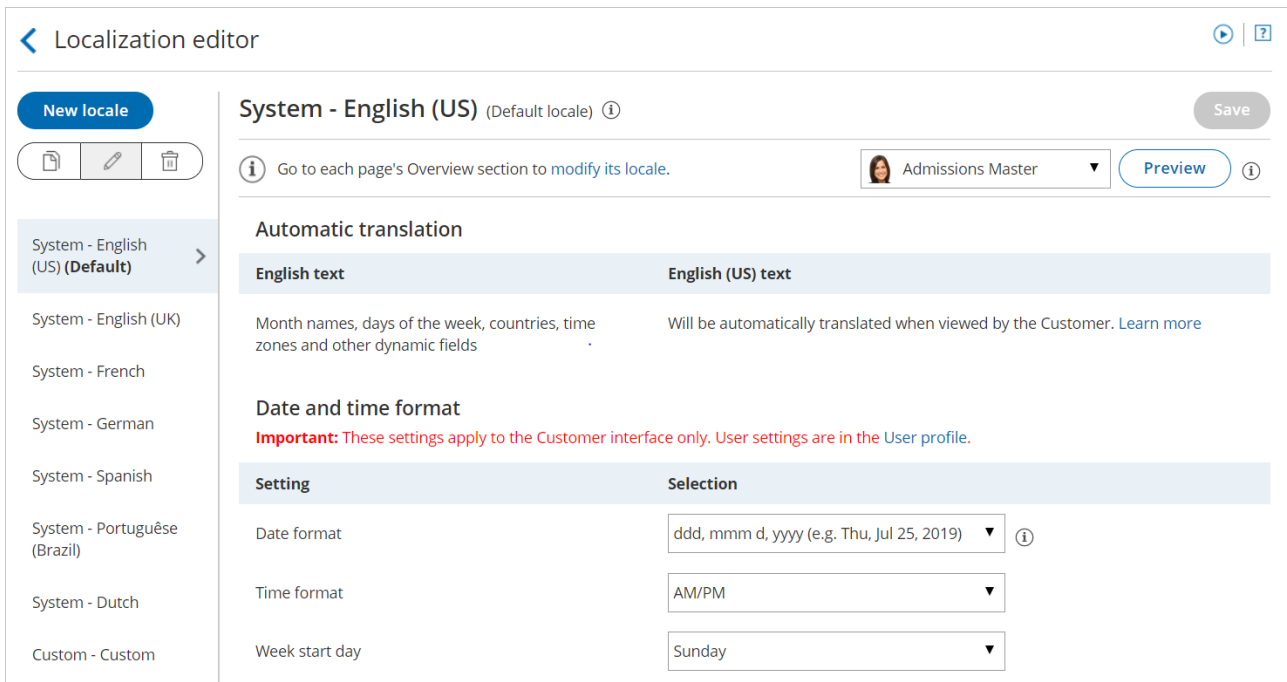 Localization editor
New locale
System - English (US) (Default locale)
Save
Go to each page's Overview section to modify its locale.
Admissions Master
Preview
System - English
(US) (Default)
System - English (UK)
System - French
System - German
System - Spanish
System - Portuguêse
(Brazil)
System - Dutch
Custom - Custom
Automatic translation
English text
English (US) text
Month names, days of the week, countries, time
zones and other dynamic fields
Will be automatically translated when viewed by the Customer. Learn more
Date and time format
Important: These settings apply to the Customer interface only. User settings are in the User profile.
Setting
Selection
Date format
ddd, mmm d, yyyy (e.g. Thu, Jul 25, 2019)
Time format
AM/PM
Week start day
Sunday